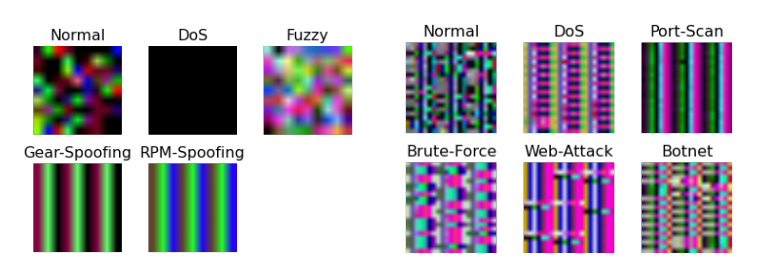 Normal DoS Fuzzy
Gear-Spoofing RPM-Spoofing
Normal DoS Port-Scan
Brute-Force Web-Attack Botnet